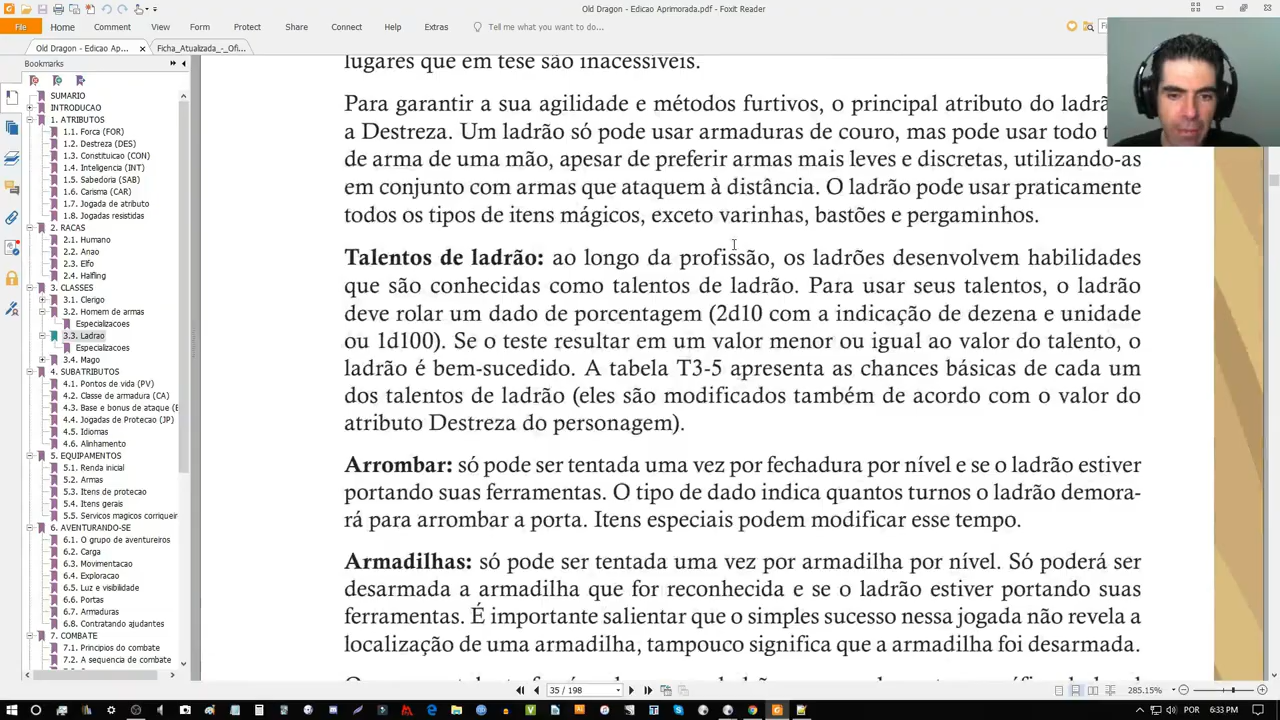 Old Dragon - Edicao Aprimorada.pdf - Foxit Reader
File Home Comment View Form Protect Share Connect Help Extras Tell me what you want to do...
Old Dragon - Edicao Ap... Ficha_Atualizada_-_Ofi...
Bookmarks
SUMARIO
INTRODUCAO
1. ATRIBUTOS
1.1. Forca (FOR)
1.2. Destreza (DES)
1.3. Constituicao (CON)
1.4. Inteligencia (INT)
1.5. Sabedoria (SAB)
1.6. Carisma (CAR)
1.7. Jogada de atributo
1.8. Jogadas resistidas
2. RACAS
2.1. Humano
2.2. Anao
2.3. Elfo
2.4. Halfling
3. CLASSES
3.1. Clerigo
3.2. Homem de armas
Especializacoes
3.3. Ladrao
Especializacoes
3.4. Mago
4. SUBATRIBUTOS
4.1. Pontos de vida (PV)
4.2. Classe de armadura (CA)
4.3. Base e bonus de ataque (E
4.4. Jogadas de Protecao (JP)
4.5. Idiomas
4.6. Alinhamento
5. EQUIPAMENTOS
5.1. Renda inicial
5.2. Armas
5.3. Itens de protecao
5.4. Itens gerais
5.5. Servicos magicos corriquei
6. AVENTURANDO-SE
6.1. O grupo de aventureiros
6.2. Carga
6.3. Movimentacao
6.4. Exploracao
6.5. Luz e visibilidade
6.6. Portas
6.7. Armaduras
6.8. Contratando ajudantes
7. COMBATE
7.1. Principios do combate
7.2. A sequencia de combate
lugares que em tese são inacessíveis.
Para garantir a sua agilidade e métodos furtivos, o principal atributo do
a Destreza. Um ladrão só pode usar armaduras de couro, mas pode usar todo
de arma de uma mão, apesar de preferir armas mais leves e discretas, utilizando-as
em conjunto com armas que ataquem à distância. O ladrão pode usar praticamente
todos os tipos de itens mágicos, exceto varinhas, bastões e pergaminhos.
Talentos de ladrão: ao longo da profissão, os ladrões desenvolvem habilidades
que são conhecidas como talentos de ladrão. Para usar seus talentos, o ladrão
deve rolar um dado de porcentagem (2d10 com a indicação de dezena e unidade
ou 1d100). Se o teste resultar em um valor menor ou igual ao valor do talento, o
ladrão é bem-sucedido. A tabela T3-5 apresenta as chances básicas de cada um
dos talentos de ladrão (eles são modificados também de acordo com o valor do
atributo Destreza do personagem).
Arrombar: só pode ser tentada uma vez por fechadura por nível e se o ladrão estiver
portando suas ferramentas. O tipo de dado indica quantos turnos o ladrão demora-
rá para arrombar a porta. Itens especiais podem modificar esse tempo.
Armadilhas: só pode ser tentada uma vez por armadilha por nível. Só poderá ser
desarmada a armadilha que for reconhecida e se o ladrão estiver portando suas
ferramentas. É importante salientar que o simples sucesso nessa jogada não revela a
localização de uma armadilha, tampouco significa que a armadilha foi desarmada.
35 / 198
285.15%
POR 6:33 PM